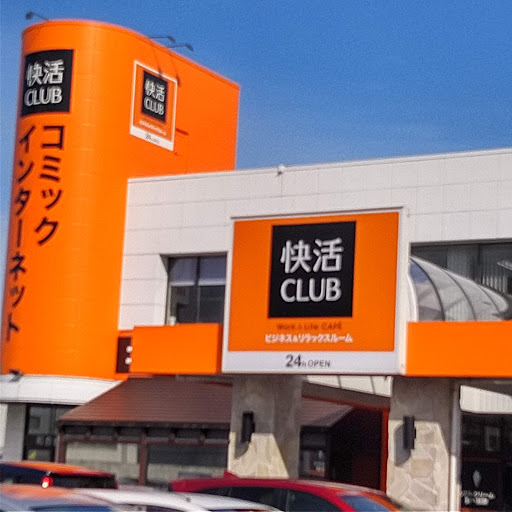 快活
CLUB
コミック
インターネット
快活
CLUB
快活
CLUB
Work & Life CAFE
ビジネス&リラックスルーム
24h OPEN